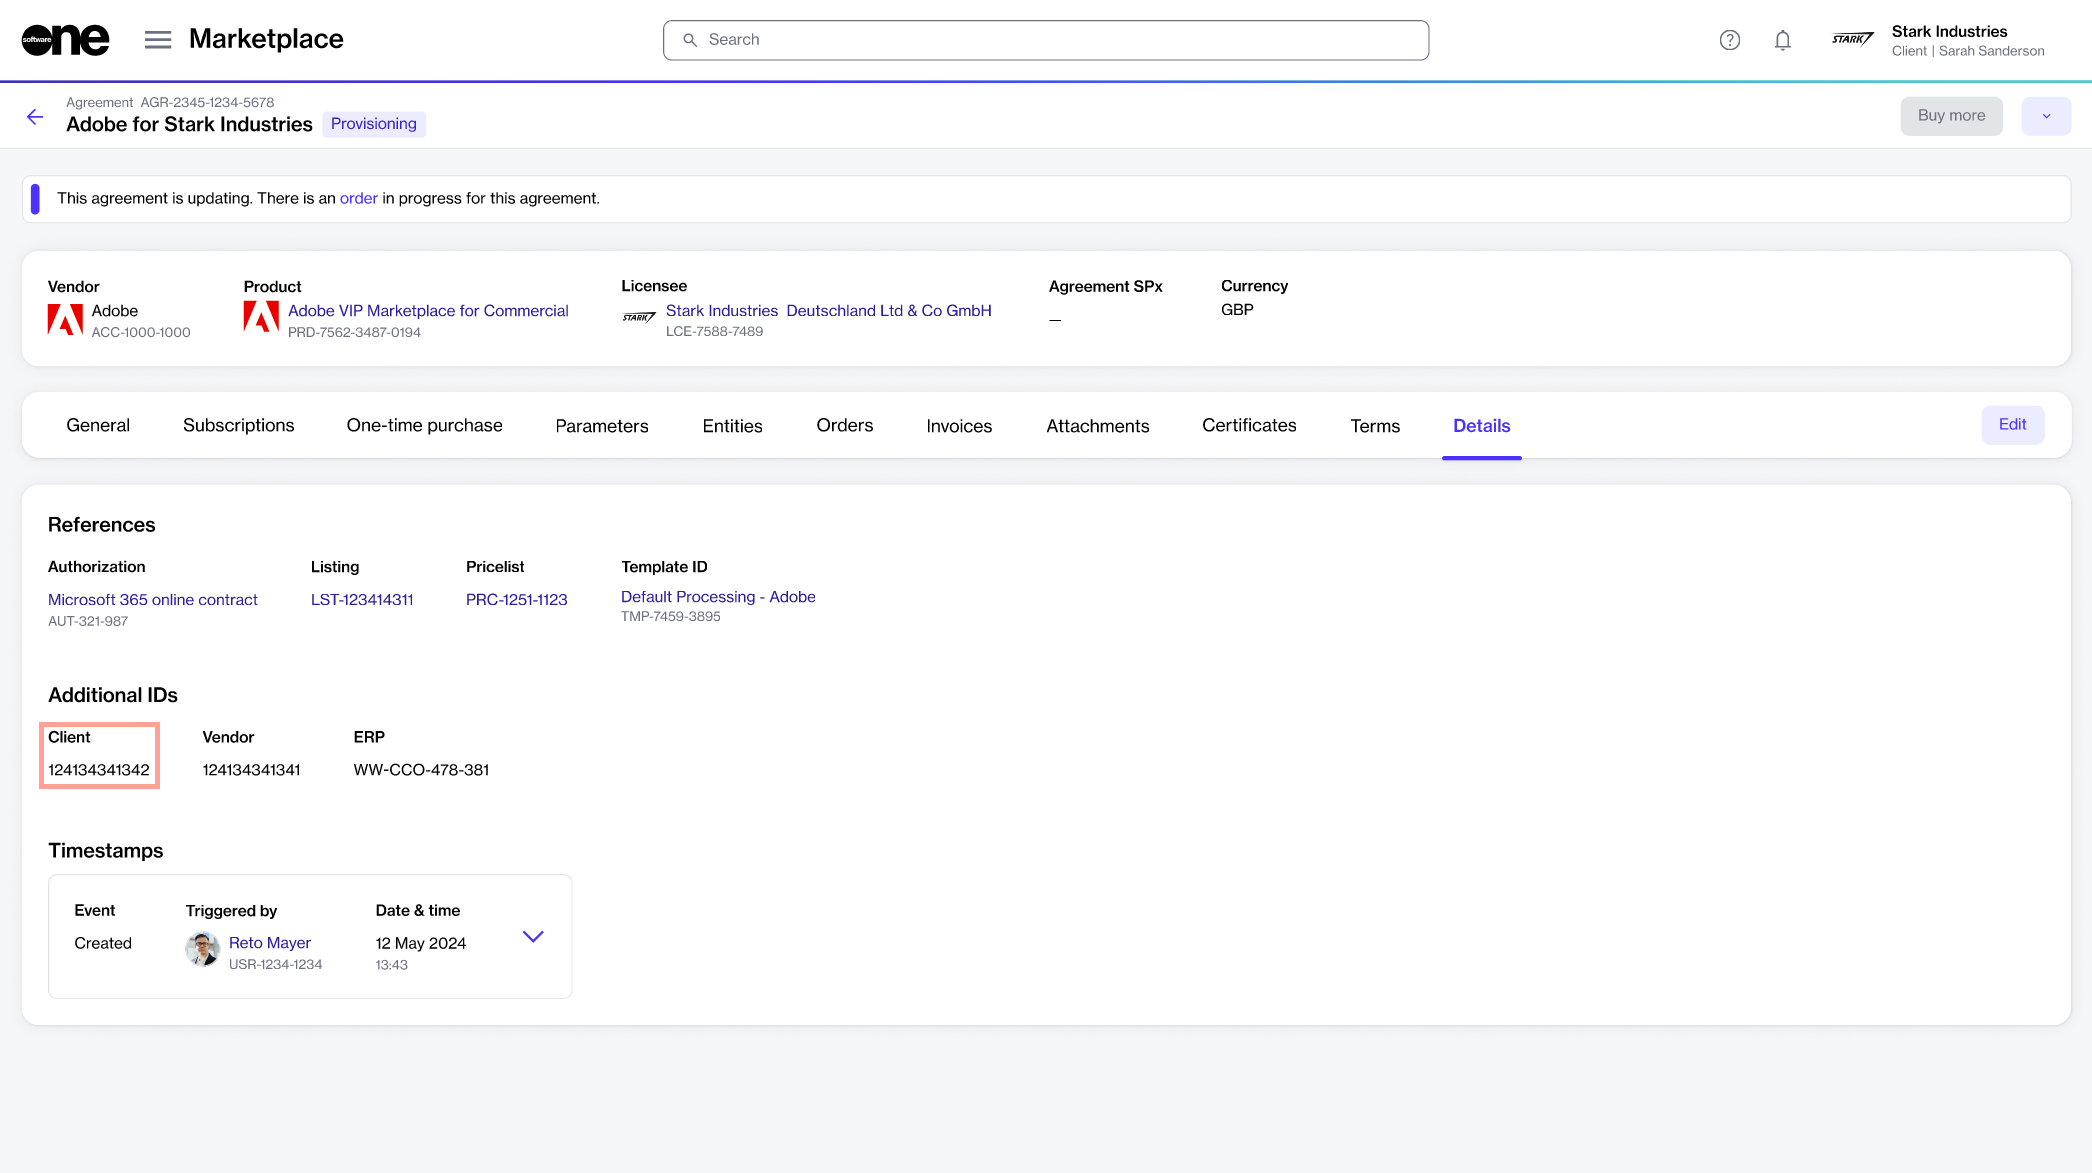 software one
Marketplace
Search
STARK
Stark Industries
Client | Sarah Sanderson
Agreement AGR-2345-1234-5678
Adobe for Stark Industries
Provisioning
Buy more
This agreement is updating. There is an order in progress for this agreement.
Vendor
Adobe
ACC-1000-1000
Product
Adobe VIP Marketplace for Commercial
PRD-7562-3487-0194
Licensee
STARK
Stark Industries Deutschland Ltd & Co GmbH
LCE-7588-7489
Agreement SPx
—
Currency
GBP
General Subscriptions One-time purchase Parameters Entities Orders Invoices Attachments Certificates Terms Details
Edit
References
Authorization
Microsoft 365 online contract
AUT-321-987
Listing
LST-123414311
Pricelist
PRC-1251-1123
Template ID
Default Processing - Adobe
TMP-7459-3895
Additional IDs
Client
124134341342
Vendor
124134341341
ERP
WW-CCO-478-381
Timestamps
Event
Created
Triggered by
Reto Mayer
USR-1234-1234
Date & time
12 May 2024
13:43